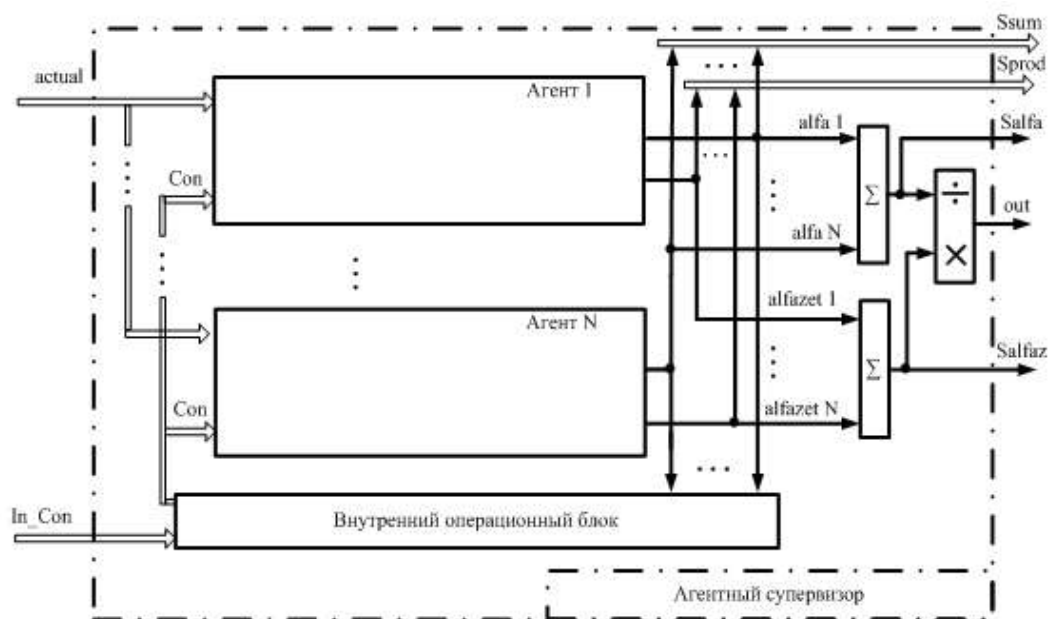 Ssum
Sprod
actual
Агент 1
alfa 1
Salfa
Con
Σ
÷
×
out
alfa N
alfazet 1
Агент N
Salfaz
Σ
Con
alfazet N
In_Con
Внутренний операционный блок
Агентный супервизор